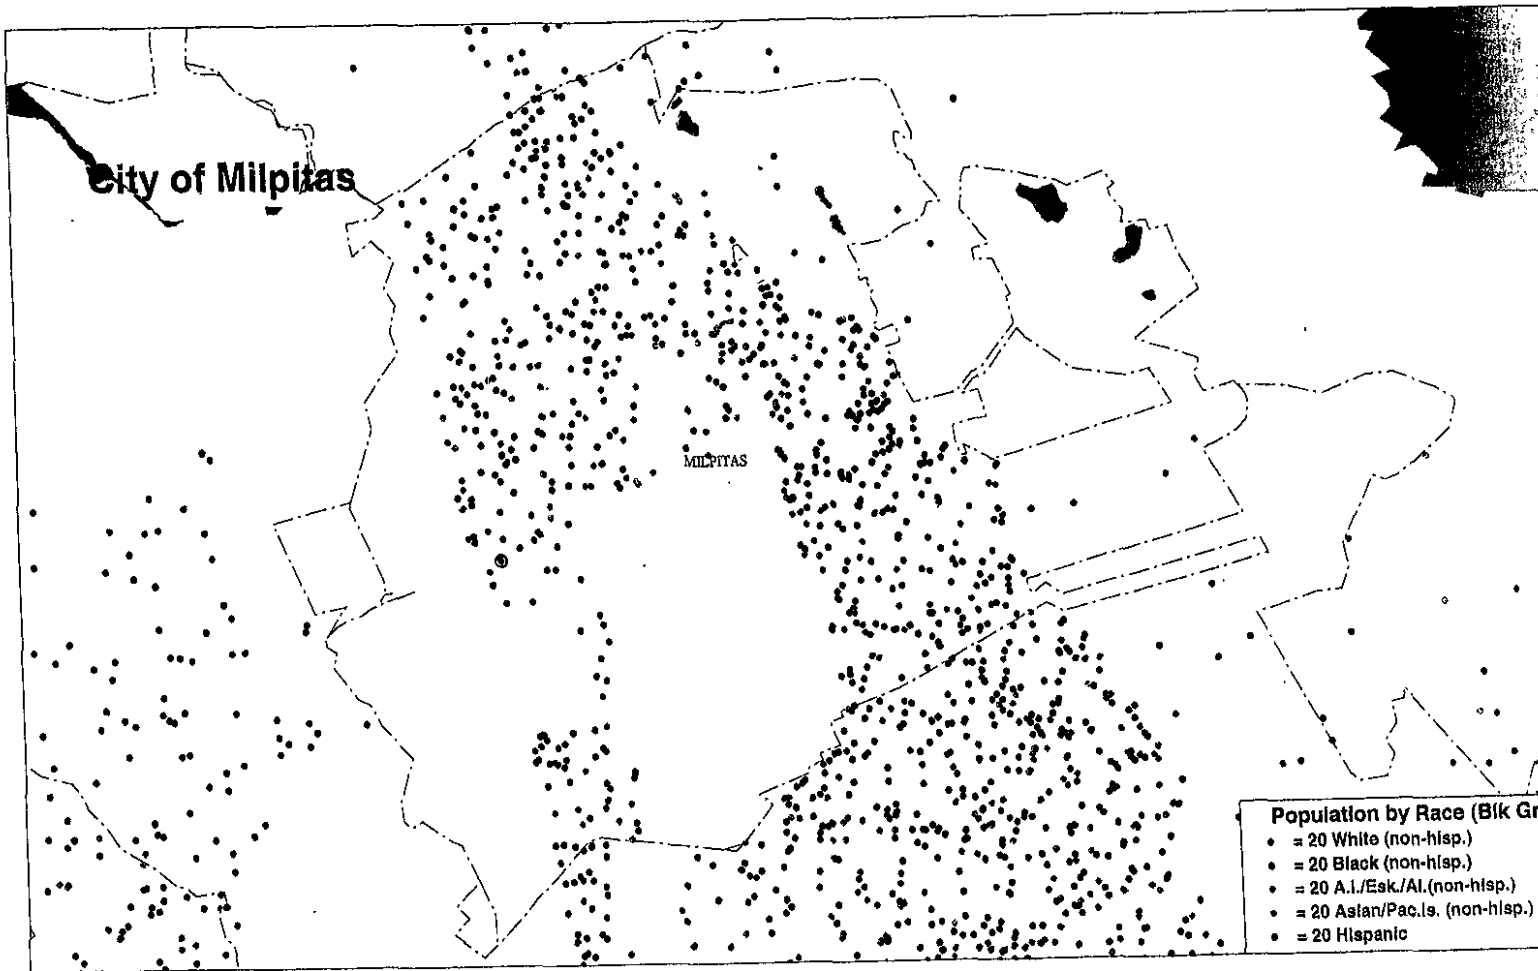 City of Milpitas
MILPITAS
Population by Race (Blk Gr
= 20 White (non-hisp.)
= 20 Black (non-hisp.)
= 20 A.I./Esk./Al.(non-hisp.)
= 20 Asian/Pac.Is. (non-hisp.)
= 20 Hispanic